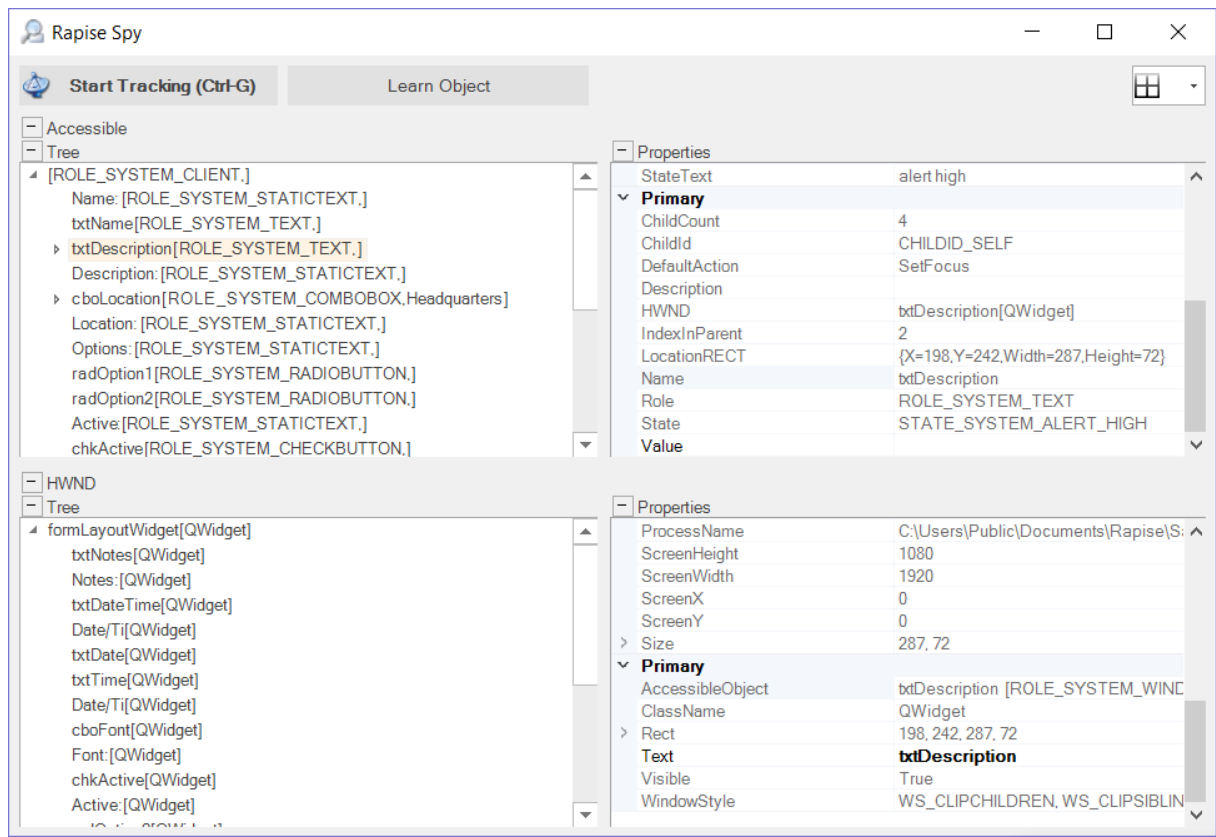 Rapise Spy
Start Tracking (Ctrl-G)
Learn Object
Accessible
Tree
[ROLE_SYSTEM_CLIENT,]
Name: [ROLE_SYSTEM_STATICTEXT,]
txtName[ROLE_SYSTEM_TEXT,]
txtDescription[ROLE_SYSTEM_TEXT,]
Description: [ROLE_SYSTEM_STATICTEXT,]
cboLocation[ROLE_SYSTEM_COMBOBOX,Headquarters]
Location: [ROLE_SYSTEM_STATICTEXT,]
Options: [ROLE_SYSTEM_STATICTEXT,]
radOption1[ROLE_SYSTEM_RADIOBUTTON,]
radOption2[ROLE_SYSTEM_RADIOBUTTON,]
Active:[ROLE_SYSTEM_STATICTEXT,]
chkActive[ROLE_SYSTEM_CHECKBUTTON,]
Properties
StateText alert high
Primary
ChildCount 4
ChildId CHILDID_SELF
DefaultAction SetFocus
Description
HWND txtDescription[QWidget]
IndexInParent 2
LocationRECT {X=198,Y=242,Width=287,Height=72}
Name txtDescription
Role ROLE_SYSTEM_TEXT
State STATE_SYSTEM_ALERT_HIGH
Value
HWND
Tree
formLayoutWidget[QWidget]
txtNotes[QWidget]
Notes:[QWidget]
txtDateTime[QWidget]
Date/Ti[QWidget]
txtDate[QWidget]
txtTime[QWidget]
Date/Ti[QWidget]
cboFont[QWidget]
Font:[QWidget]
chkActive[QWidget]
Active:[QWidget]
Properties
ProcessName C:\Users\Public\Documents\Rapise\Sa
ScreenHeight 1080
ScreenWidth 1920
ScreenX 0
ScreenY 0
Size 287, 72
Primary
AccessibleObject txtDescription [ROLE_SYSTEM_WIND
ClassName QWidget
Rect 198, 242, 287, 72
Text txtDescription
Visible True
WindowStyle WS_CLIPCHILDREN, WS_CLIPSIBLIN